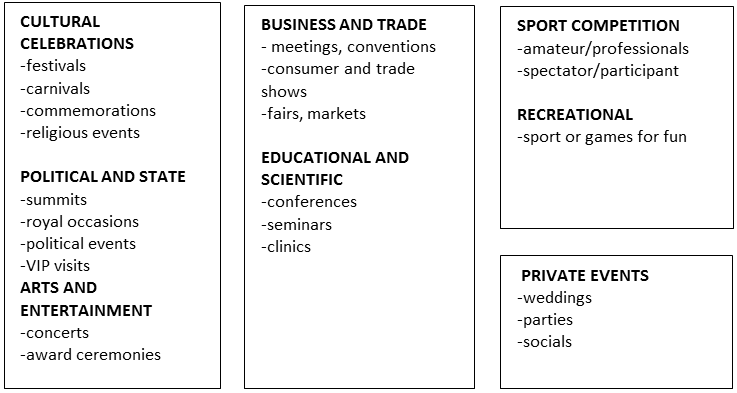 CULTURAL
CELEBRATIONS
-festivals
-carnivals
-commemorations
-religious events
POLITICAL AND STATE
-summits
-royal occasions
-political events
-VIP visits
ARTS AND
ENTERTAINMENT
-concerts
-award ceremonies
BUSINESS AND TRADE
- meetings, conventions
-consumer and trade
shows
-fairs, markets
EDUCATIONAL AND
SCIENTIFIC
-conferences
-seminars
-clinics
SPORT COMPETITION
-amateur/professionals
-spectator/participant
RECREATIONAL
-sport or games for fun
PRIVATE EVENTS
-weddings
-parties
-socials